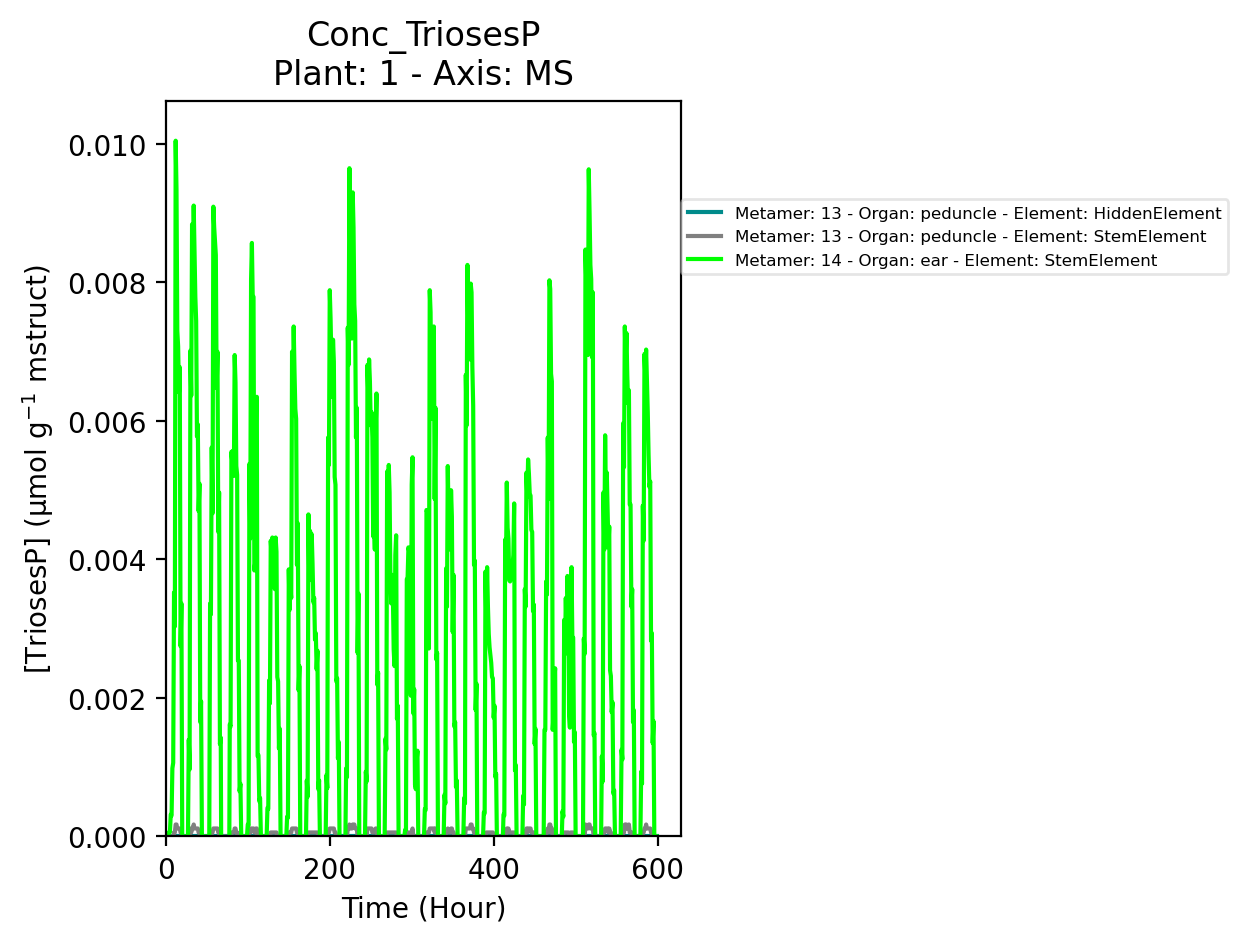 Conc_TriosesP
Plant: 1 - Axis: MS
[TriosesP] (µmol g⁻¹ mstruct)
0.010
0.008
0.006
0.004
0.002
0.000
0
200
400
600
Time (Hour)
Metamer: 13 - Organ: peduncle - Element: HiddenElement
Metamer: 13 - Organ: peduncle - Element: StemElement
Metamer: 14 - Organ: ear - Element: StemElement